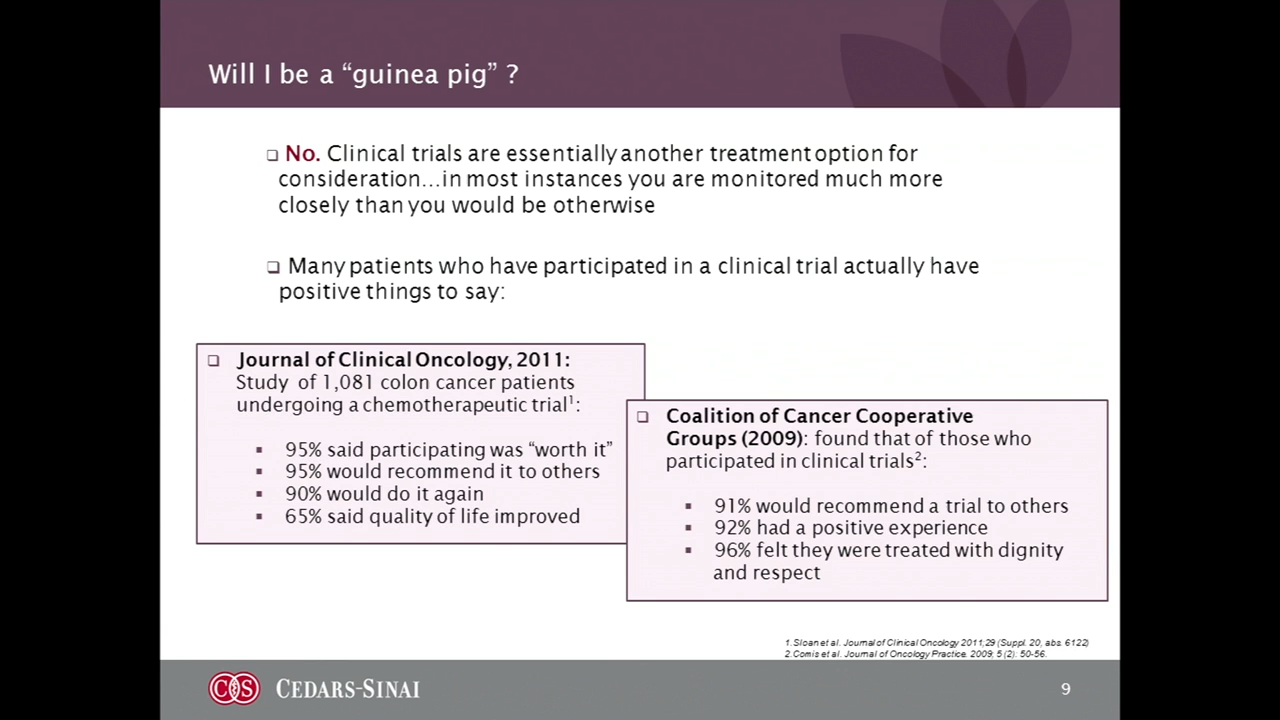 Will I be a “guinea pig” ?
❑ No. Clinical trials are essentially another treatment option for
consideration...in most instances you are monitored much more
closely than you would be otherwise
❑ Many patients who have participated in a clinical trial actually have
positive things to say:
❑ Journal of Clinical Oncology, 2011:
Study of 1,081 colon cancer patients
undergoing a chemotherapeutic trial¹:
▪ 95% said participating was “worth it”
▪ 95% would recommend it to others
▪ 90% would do it again
▪ 65% said quality of life improved
❑ Coalition of Cancer Cooperative
Groups (2009): found that of those who
participated in clinical trials²:
▪ 91% would recommend a trial to others
▪ 92% had a positive experience
▪ 96% felt they were treated with dignity
and respect
1.Sloan et al. Journal of Clinical Oncology 2011;29 (Suppl. 20, abs. 6122)
2.Comis et al. Journal of Oncology Practice. 2009; 5 (2): 50-56.
CEDARS-SINAI
9